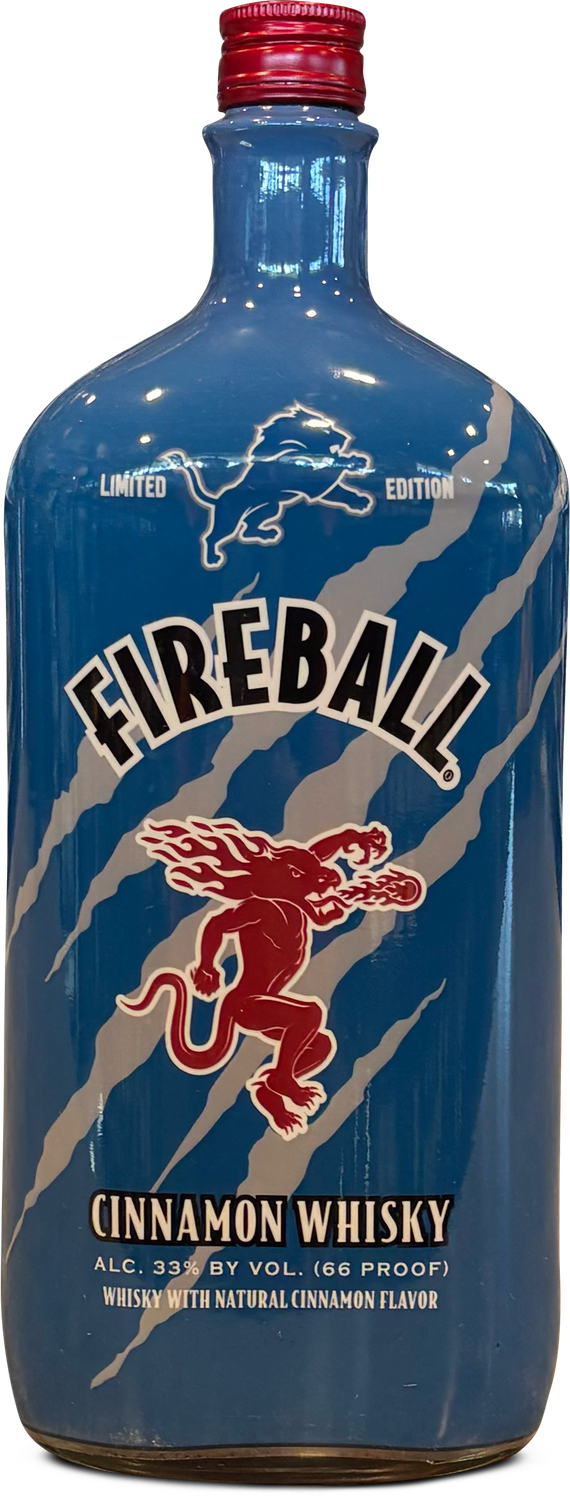 LIMITED EDITION
FIREBALL®
CINNAMON WHISKY
ALC. 33% BY VOL. (66 PROOF)
WHISKY WITH NATURAL CINNAMON FLAVOR